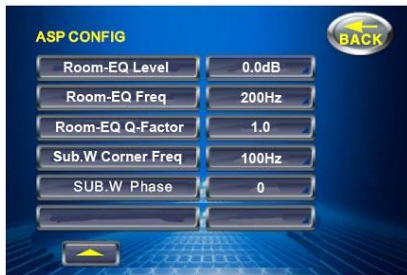 ASP CONFIG
BACK
Room-EQ Level 0.0dB
Room-EQ Freq 200Hz
Room-EQ Q-Factor 1.0
Sub.W Corner Freq 100Hz
SUB.W Phase 0